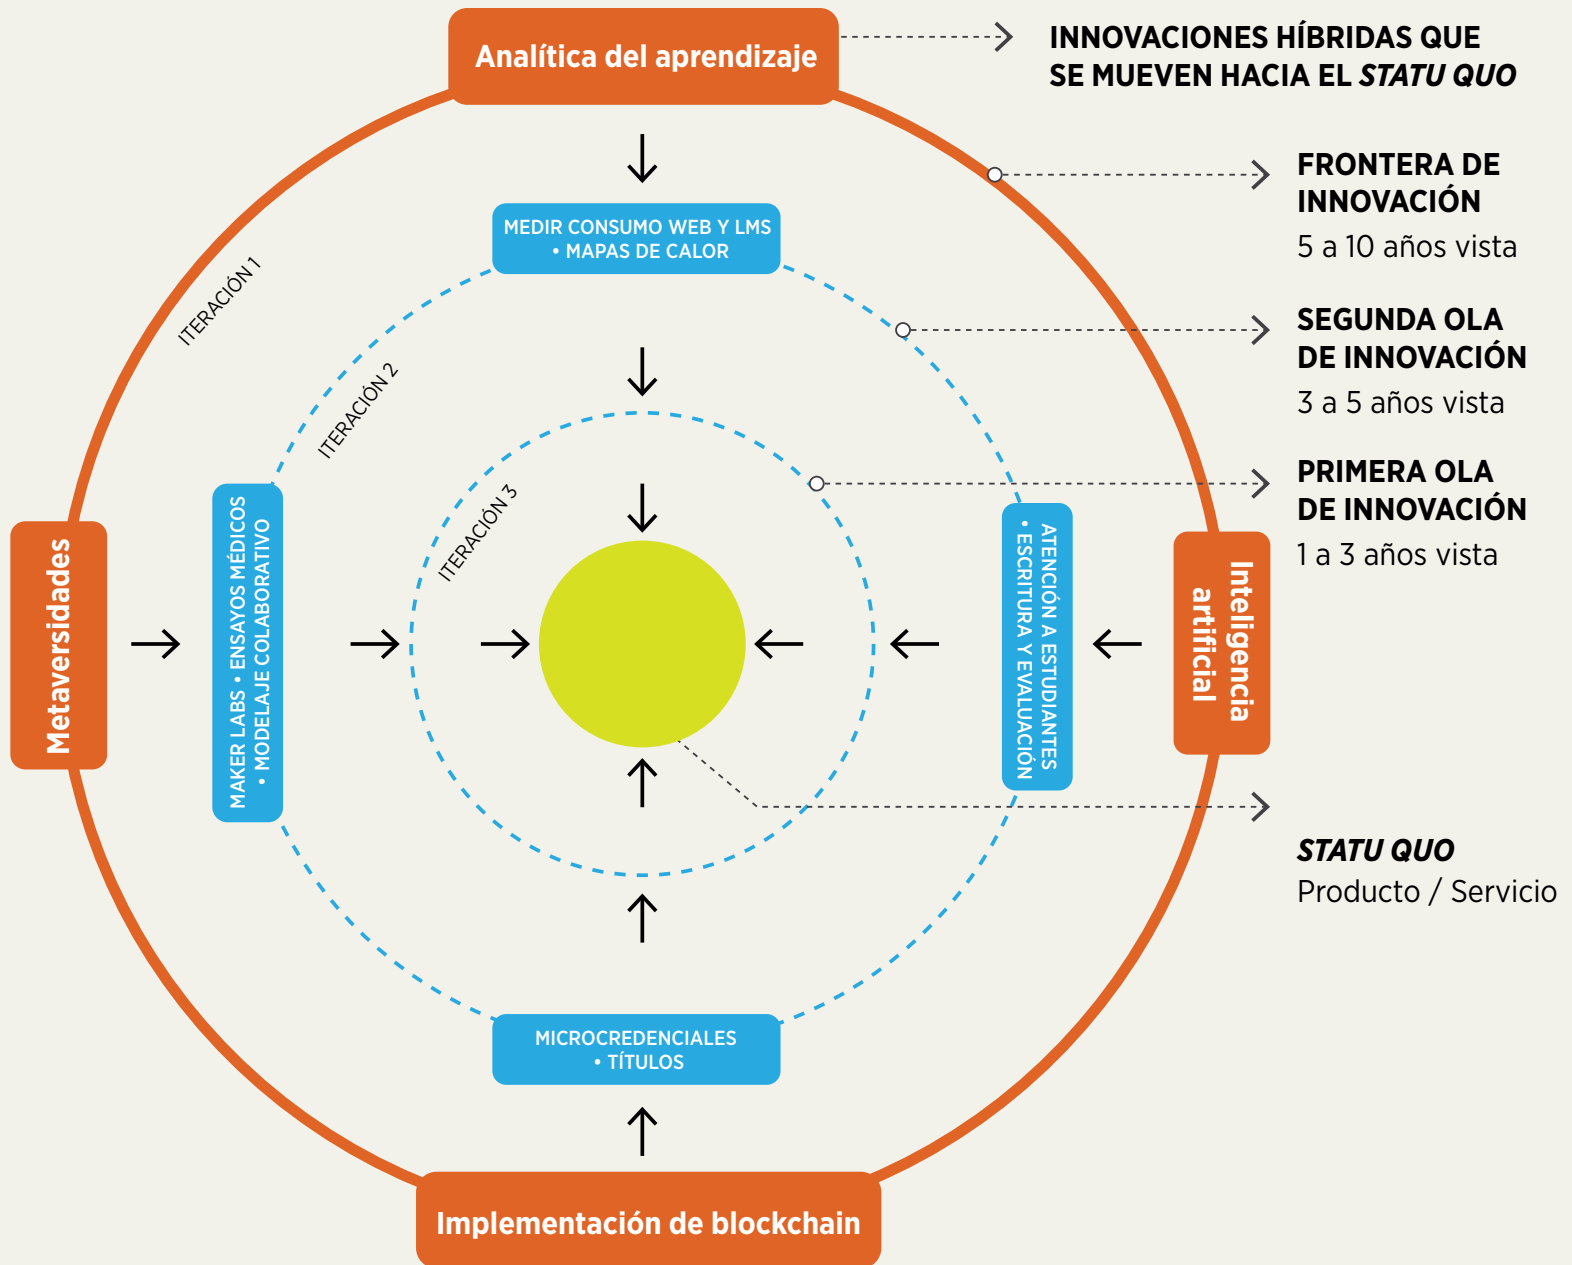 Analítica del aprendizaje
INNOVACIONES HÍBRIDAS QUE
SE MUEVEN HACIA EL STATU QUO
FRONTERA DE
INNOVACIÓN
5 a 10 años vista
MEDIR CONSUMO WEB Y LMS
• MAPAS DE CALOR
ITERACIÓN 1
SEGUNDA OLA
DE INNOVACIÓN
3 a 5 años vista
ITERACIÓN 2
PRIMERA OLA
DE INNOVACIÓN
1 a 3 años vista
ITERACIÓN 3
Metaversidades
MAKER LABS • ENSAYOS MÉDICOS
• MODELAJE COLABORATIVO
ATENCIÓN A ESTUDIANTES
• ESCRITURA Y EVALUACIÓN
Inteligencia
artificial
STATU QUO
Producto / Servicio
MICROCREDENCIALES
• TÍTULOS
Implementación de blockchain